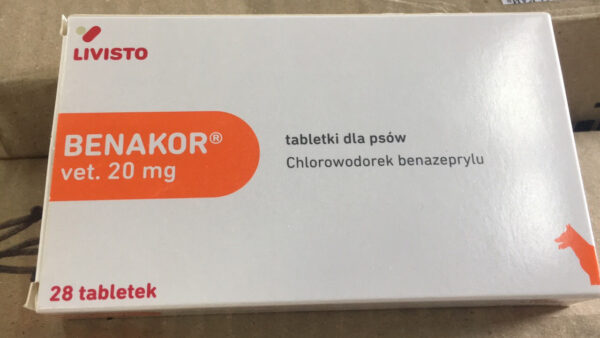 LIVISTO
BENAKOR®
vet. 20 mg
tabletki dla psów
Chlorowodorek benazeprylu
28 tabletek